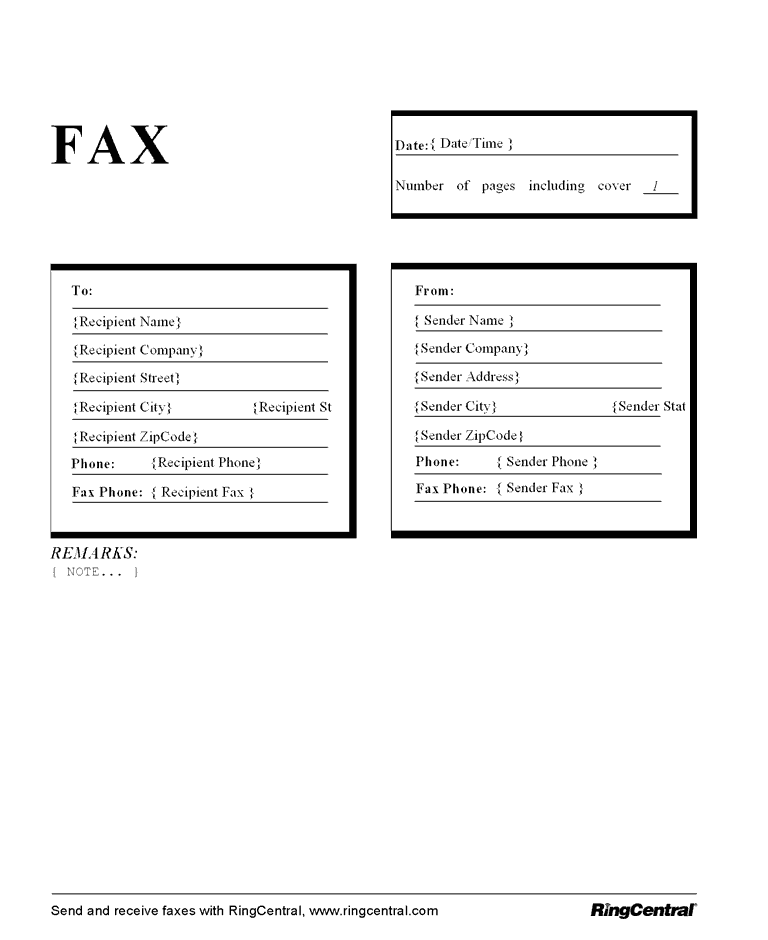 FAX
Date:{ Date/Time }
Number of pages including cover 1
To:
{Recipient Name}
{Recipient Company}
{Recipient Street}
{Recipient City} {Recipient St
{Recipient ZipCode}
Phone: {Recipient Phone}
Fax Phone: { Recipient Fax }
From:
{ Sender Name }
{Sender Company}
{Sender Address}
{Sender City} {Sender Stat
{Sender ZipCode}
Phone: { Sender Phone }
Fax Phone: { Sender Fax }
REMARKS:
{ NOTE... }
Send and receive faxes with RingCentral, www.ringcentral.com
RingCentral